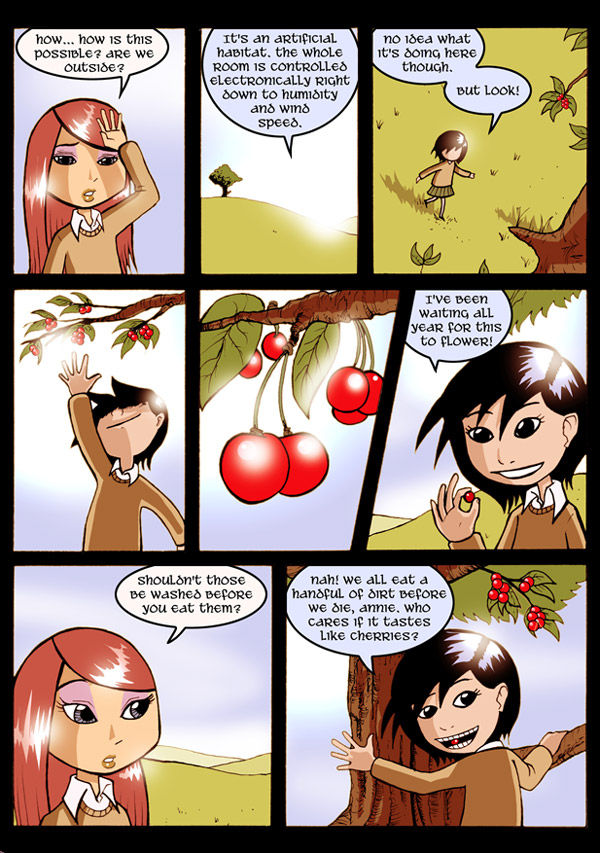 How... how is this
possible? Are we
outside?
It's an artificial
habitat. The whole
room is controlled
electronically right
down to humidity
and wind
speed.
No idea what
it's doing here
though.
But look!
I've been
waiting all
year for this
to flower!
Shouldn't those
be washed before
you eat them?
Nah! We all eat a
handful of dirt before
we die, Annie. Who
cares if it tastes
like cherries?